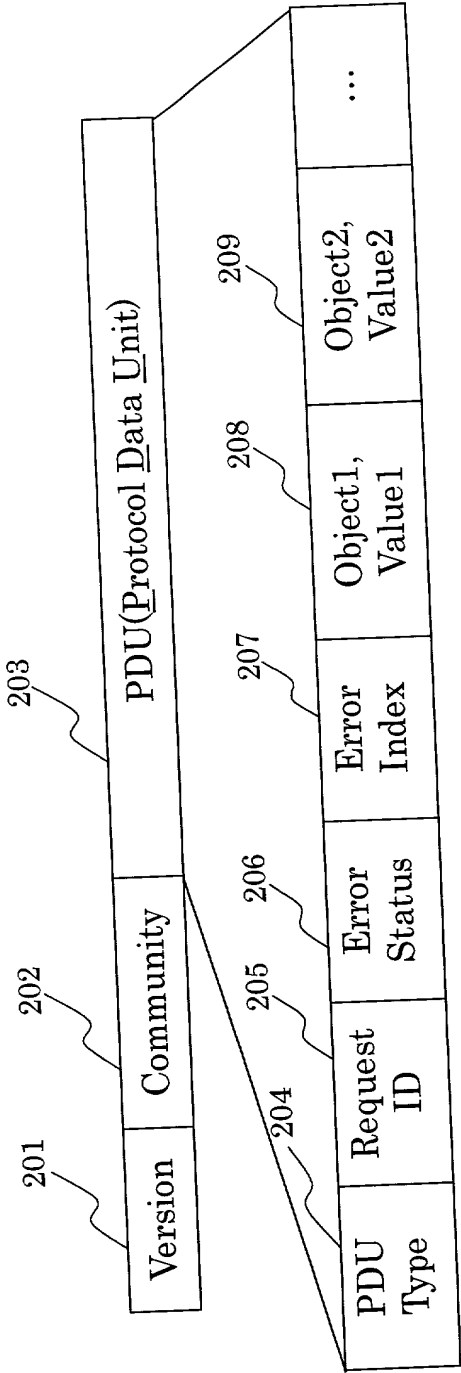 201
202
203
Version
Community
PDU(Protocol Data Unit)
204
205
206
207
208
209
PDU
Type
Request
ID
Error
Status
Error
Index
Object1,
Value1
Object2,
Value2
...